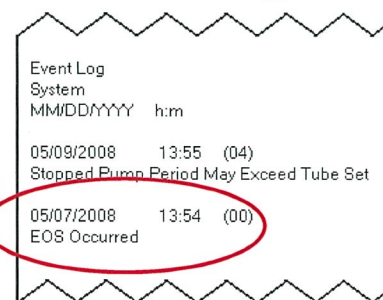 Event Log
System
MM/DD/YYYY h:m
05/09/2008 13:55 (04)
Stopped Pump Period May Exceed Tube Set
05/07/2008 13:54 (00)
EOS Occurred